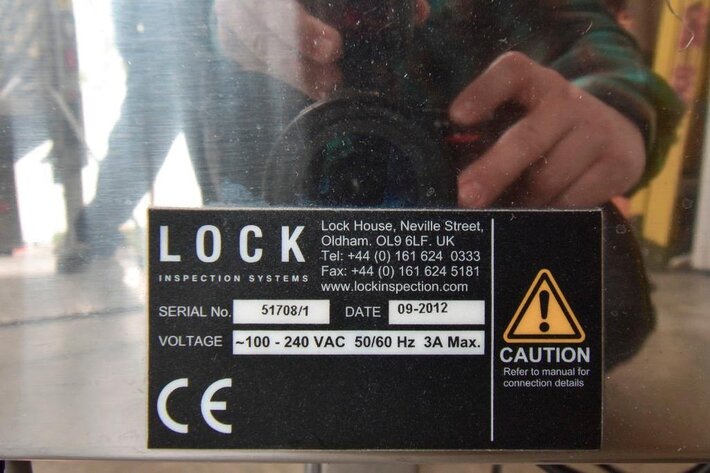 LOCK
INSPECTION SYSTEMS
Lock House, Neville Street,
Oldham. OL9 6LF. UK
Tel: +44 (0) 161 624 0333
Fax: +44 (0) 161 624 5181
www.lockinspection.com
SERIAL No. 51708/1 DATE 09-2012
VOLTAGE ~100 - 240 VAC 50/60 Hz 3A Max.
CE
!
CAUTION
Refer to manual for
connection details